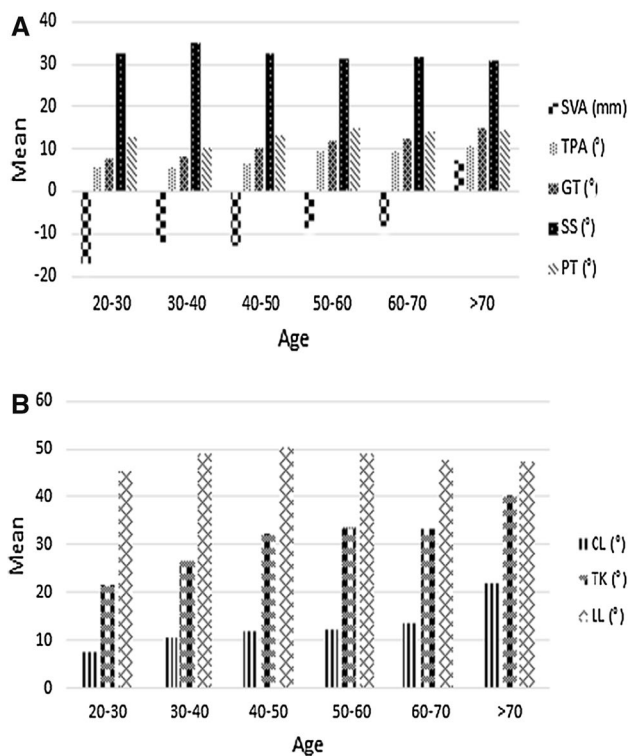 A
Mean
40
30
20
10
0
-10
-20
20-30 30-40 40-50 50-60 60-70 >70
Age
SVA (mm)
TPA (°)
GT (°)
SS (°)
PT (°)
B
Mean
60
50
40
30
20
10
0
20-30 30-40 40-50 50-60 60-70 >70
Age
CL (°)
TK (°)
LL (°)